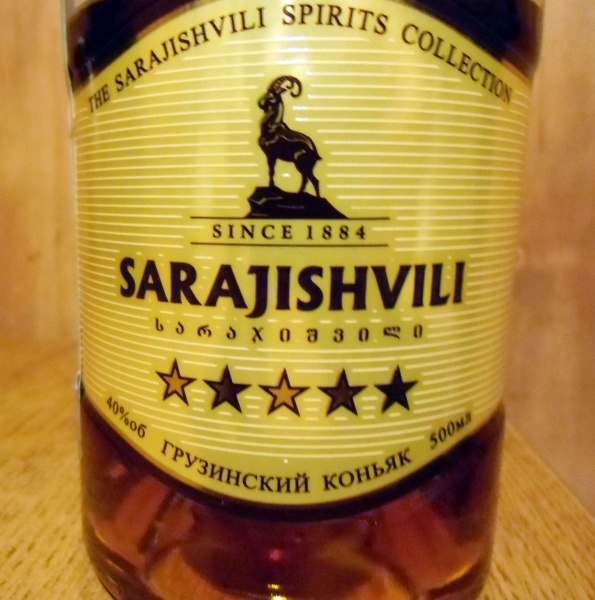 THE SARAJISHVILI SPIRITS COLLECTION
SINCE 1884
SARAJISHVILI
ᲡᲐᲠᲐᲯᲘᲨᲕᲘᲚᲘ
40%об ГРУЗИНСКИЙ КОНЬЯК 500мл